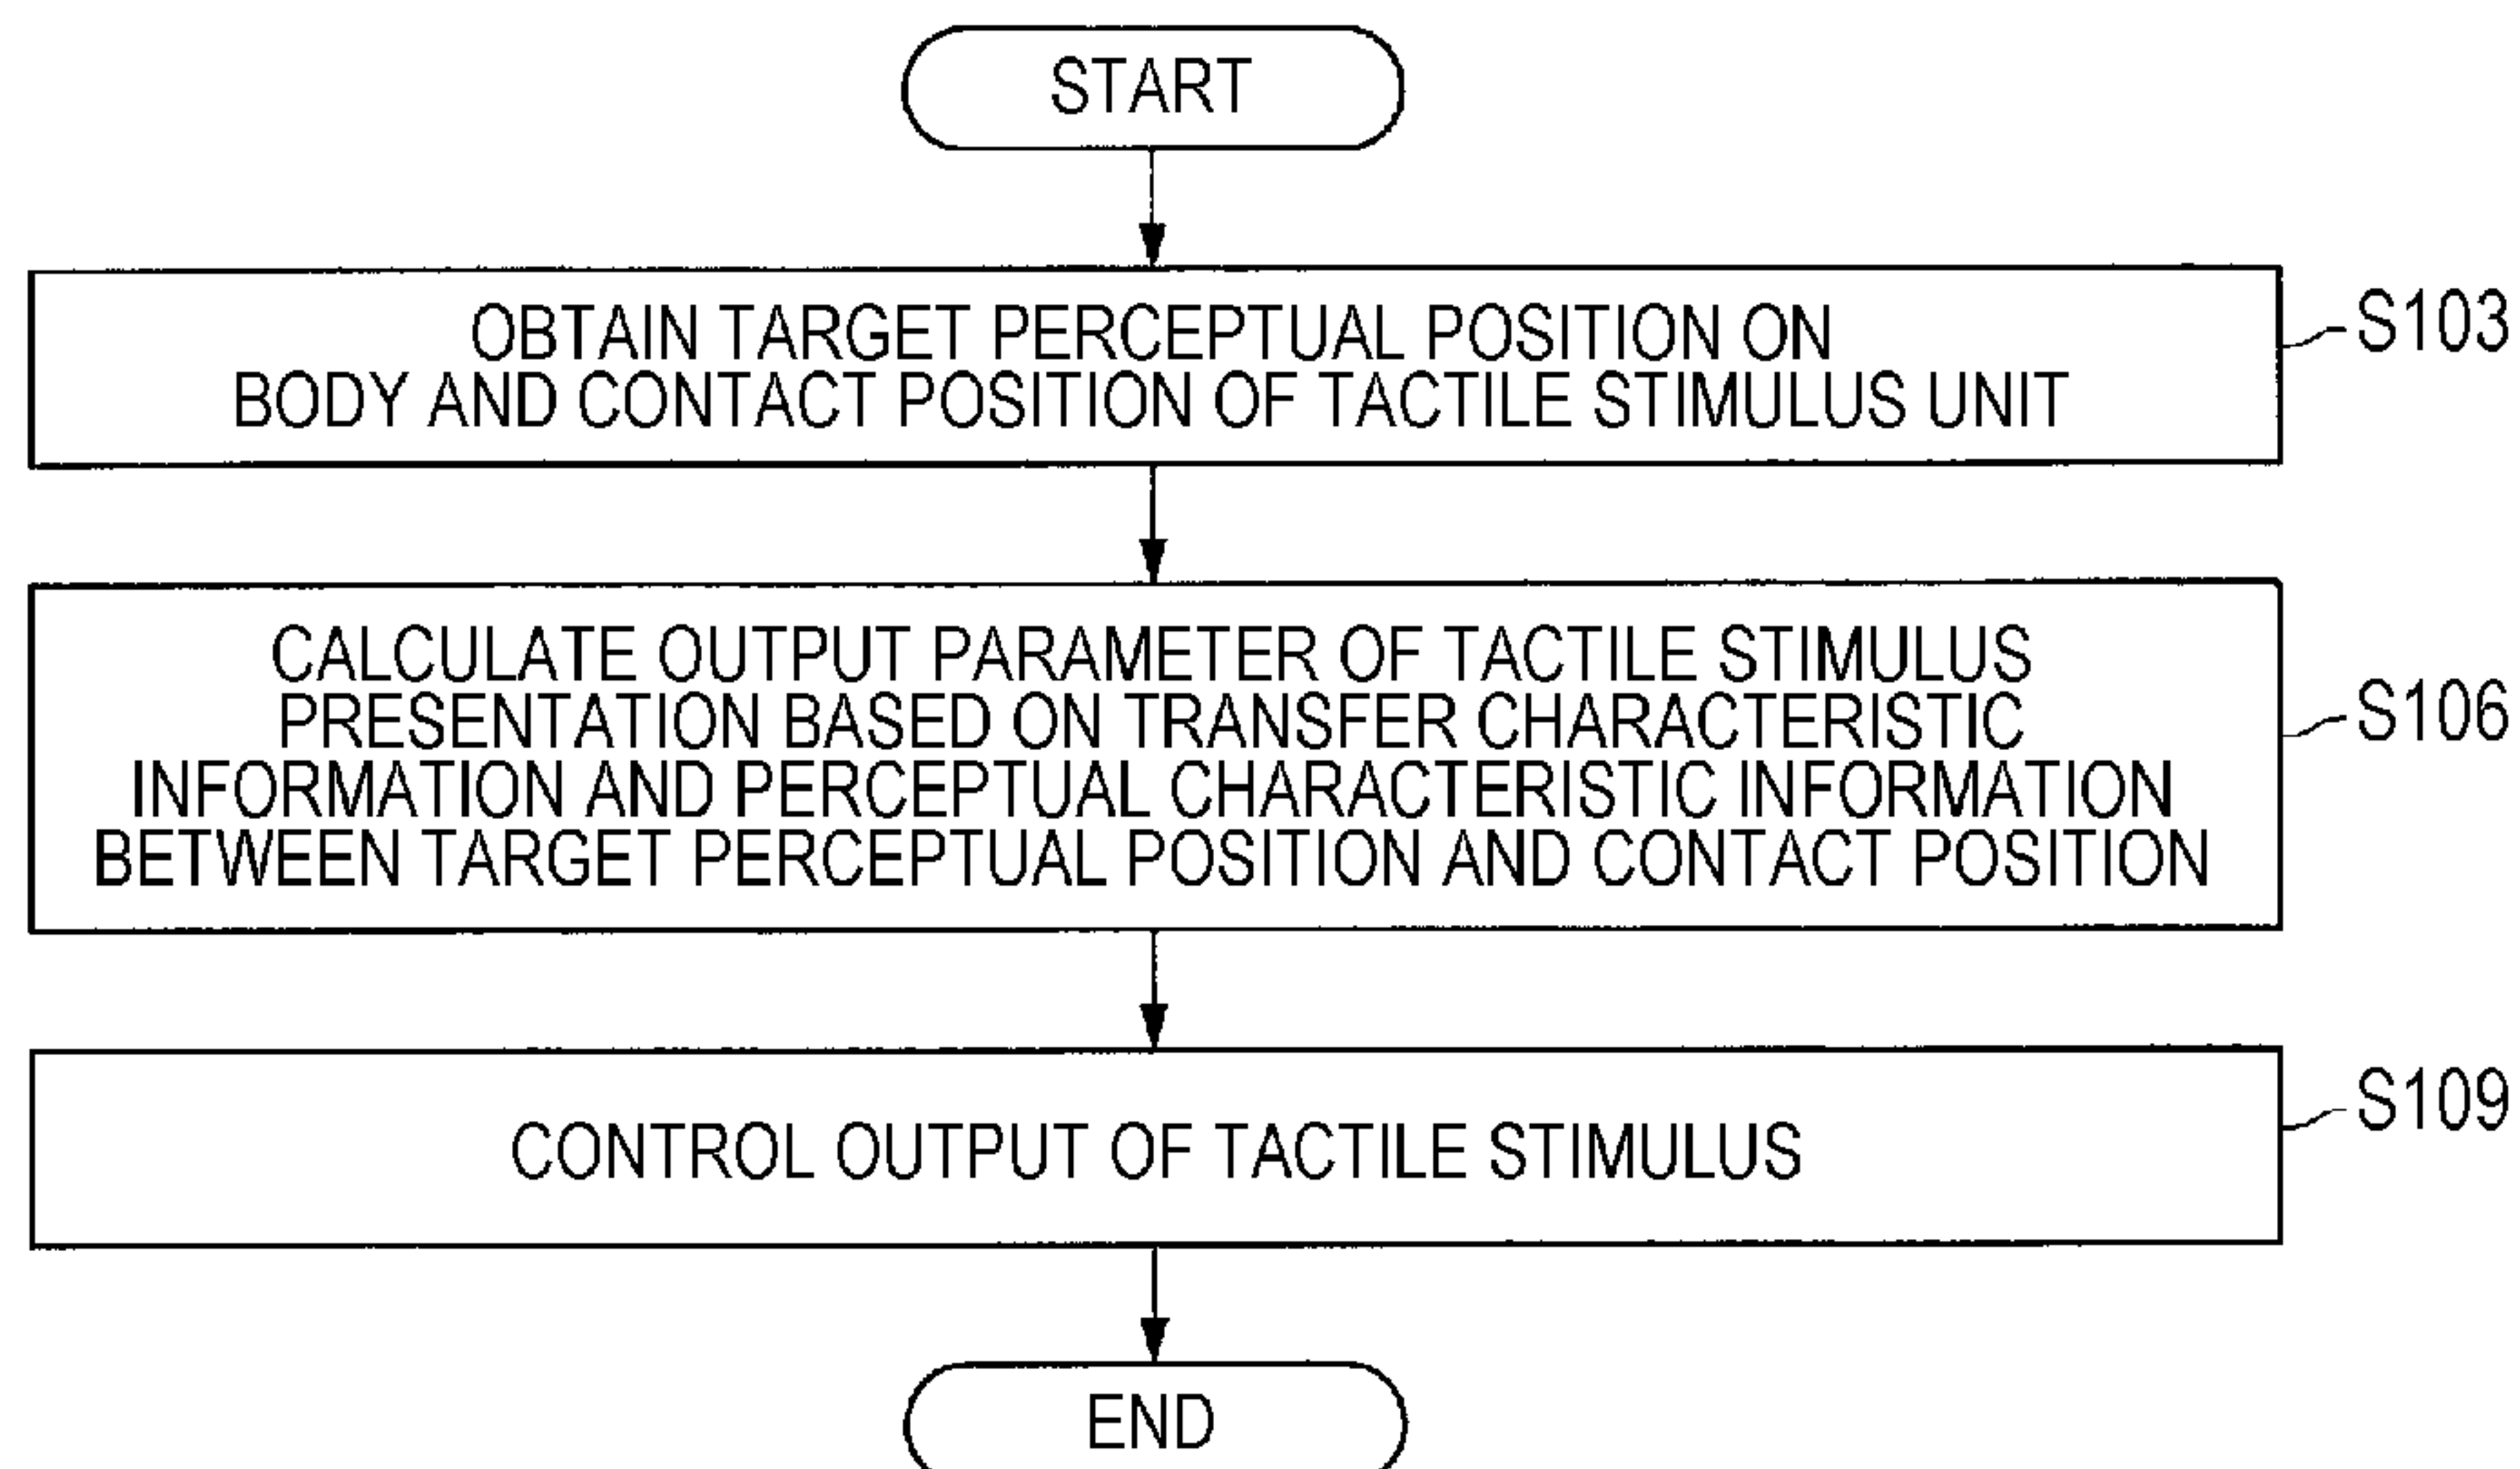 START
OBTAIN TARGET PERCEPTUAL POSITION ON
BODY AND CONTACT POSITION OF TACTILE STIMULUS UNIT
S103
CALCULATE OUTPUT PARAMETER OF TACTILE STIMULUS
PRESENTATION BASED ON TRANSFER CHARACTERISTIC
INFORMATION AND PERCEPTUAL CHARACTERISTIC INFORMATION
BETWEEN TARGET PERCEPTUAL POSITION AND CONTACT POSITION
S106
CONTROL OUTPUT OF TACTILE STIMULUS
S109
END